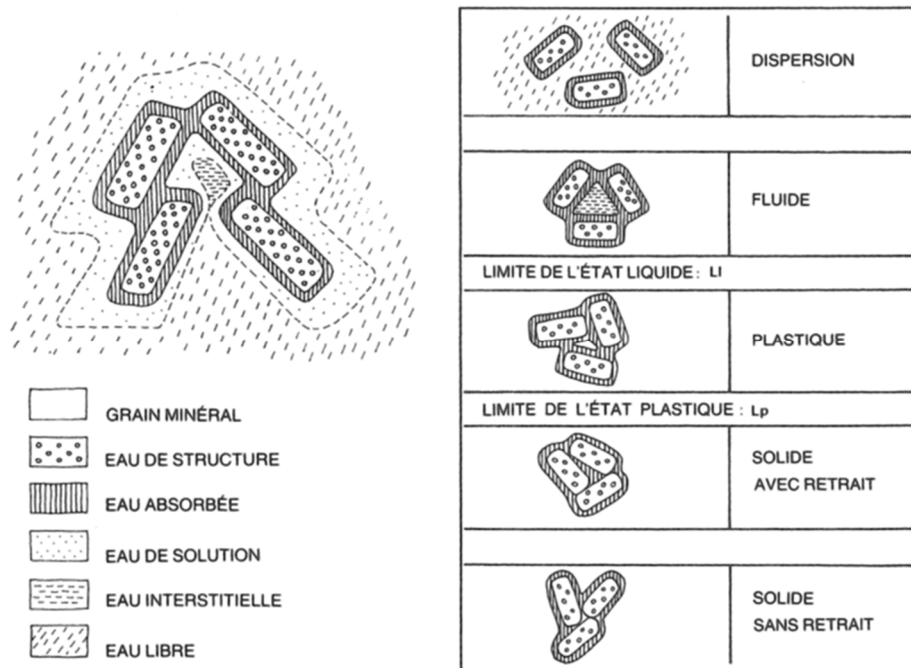 GRAIN MINÉRAL
EAU DE STRUCTURE
EAU ABSORBÉE
EAU DE SOLUTION
EAU INTERSTITIELLE
EAU LIBRE
DISPERSION
FLUIDE
LIMITE DE L'ÉTAT LIQUIDE : Ll
PLASTIQUE
LIMITE DE L'ÉTAT PLASTIQUE : Lp
SOLIDE
AVEC RETRAIT
SOLIDE
SANS RETRAIT